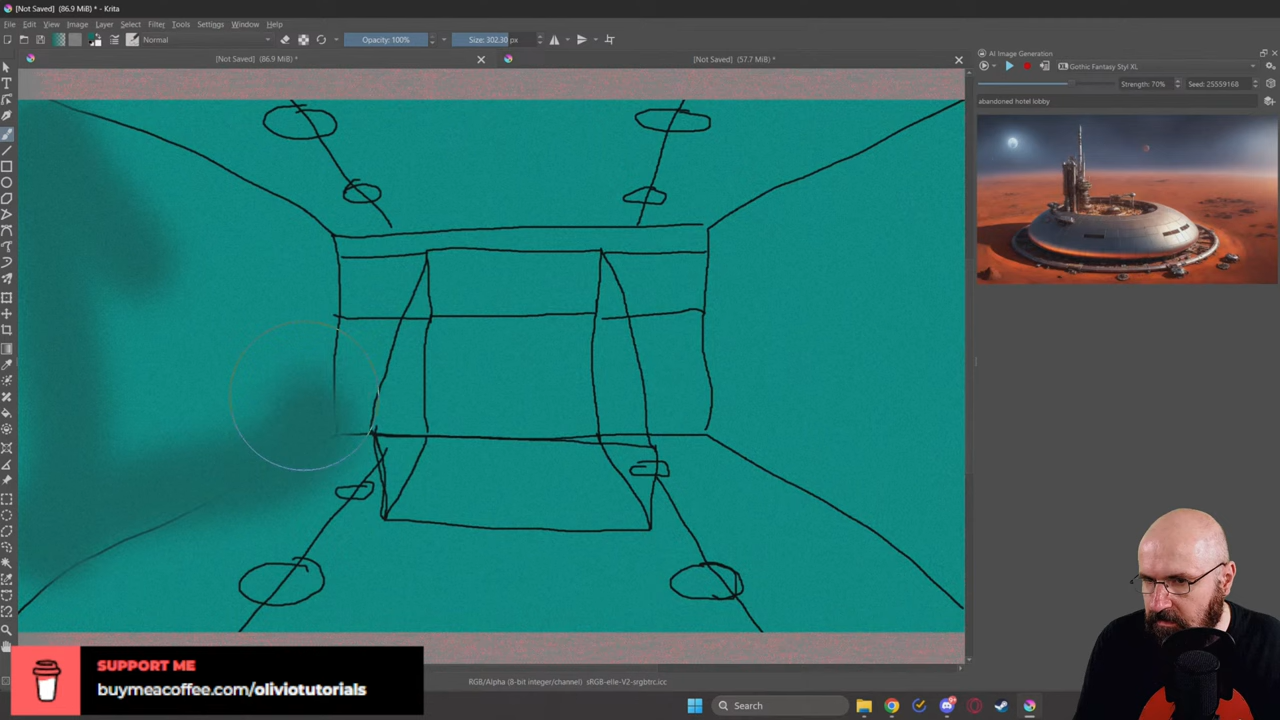 [Not Saved] (86.9 MiB) * - Krita
File Edit View Image Layer Select Filter Tools Settings Window Help
Normal
Opacity: 100%
Size: 302.30 px
[Not Saved] (86.9 MiB) *
[Not Saved] (57.7 MiB) *
AI Image Generation
Gothic Fantasy Styl XL
Strength: 70%
Seed: 25559168
abandoned hotel lobby
SUPPORT ME
buymeacoffee.com/oliviotutorials
RGB/Alpha (8-bit integer/channel) sRGB-elle-V2-srgbtrc.icc
Search